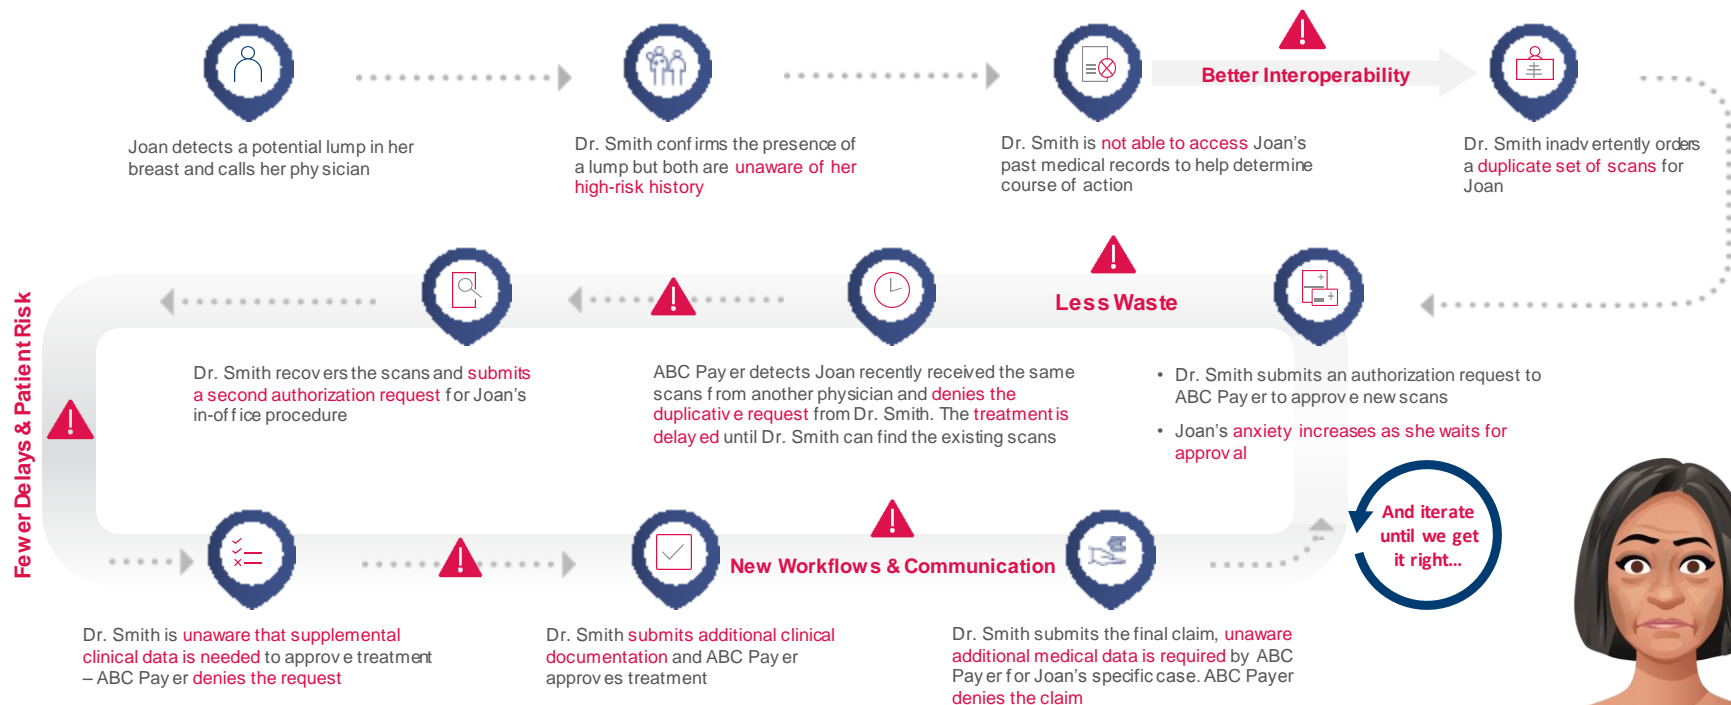 Better Interoperability
Joan detects a potential lump in her
breast and calls her physician
Dr. Smith confirms the presence of
a lump but both are unaware of her
high-risk history
Dr. Smith is not able to access Joan's
past medical records to help determine
course of action
Dr. Smith inadvertently orders
a duplicate set of scans for
Joan
Less Waste
Fewer Delays & Patient Risk
Dr. Smith recovers the scans and submits
a second authorization request for Joan's
in-office procedure
ABC Payer detects Joan recently received the same
scans from another physician and denies the
duplicative request from Dr. Smith. The treatment is
delayed until Dr. Smith can find the existing scans
• Dr. Smith submits an authorization request to
ABC Payer to approve new scans
• Joan's anxiety increases as she waits for
approval
And iterate
until we get
it right...
New Workflows & Communication
Dr. Smith is unaware that supplemental
clinical data is needed to approve treatment
– ABC Payer denies the request
Dr. Smith submits additional clinical
documentation and ABC Payer
approves treatment
Dr. Smith submits the final claim, unaware
additional medical data is required by ABC
Payer for Joan's specific case. ABC Payer
denies the claim